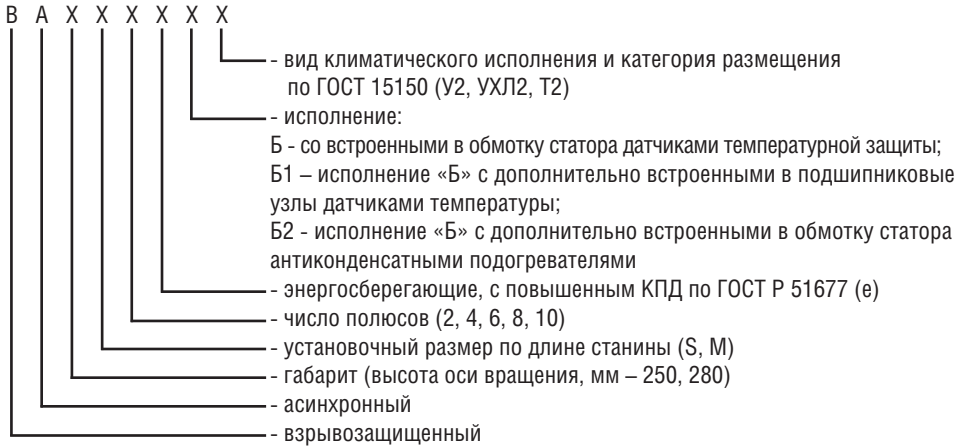 В А Х Х Х Х Х Х
- вид климатического исполнения и категория размещения
по ГОСТ 15150 (У2, УХЛ2, Т2)
- исполнение:
Б - со встроенными в обмотку статора датчиками температурной защиты;
Б1 – исполнение «Б» с дополнительно встроенными в подшипниковые
узлы датчиками температуры;
Б2 - исполнение «Б» с дополнительно встроенными в обмотку статора
антиконденсатными подогревателями
- энергосберегающие, с повышенным КПД по ГОСТ Р 51677 (е)
- число полюсов (2, 4, 6, 8, 10)
- установочный размер по длине станины (S, M)
- габарит (высота оси вращения, мм – 250, 280)
- асинхронный
- взрывозащищенный